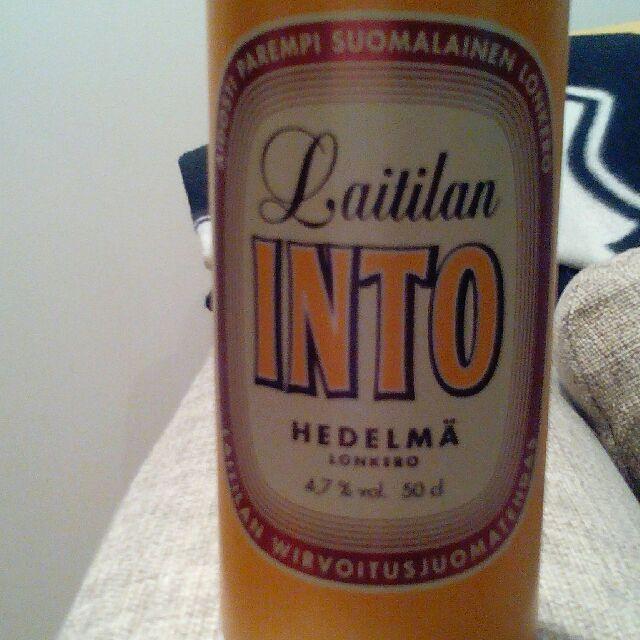 PAREMPI SUOMALAINEN LONKERO
Laitilan
INTO
HEDELMÄ
LONKERO
4,7 % vol. 50 cl
WIRVOITUSJUOMATEHDAS